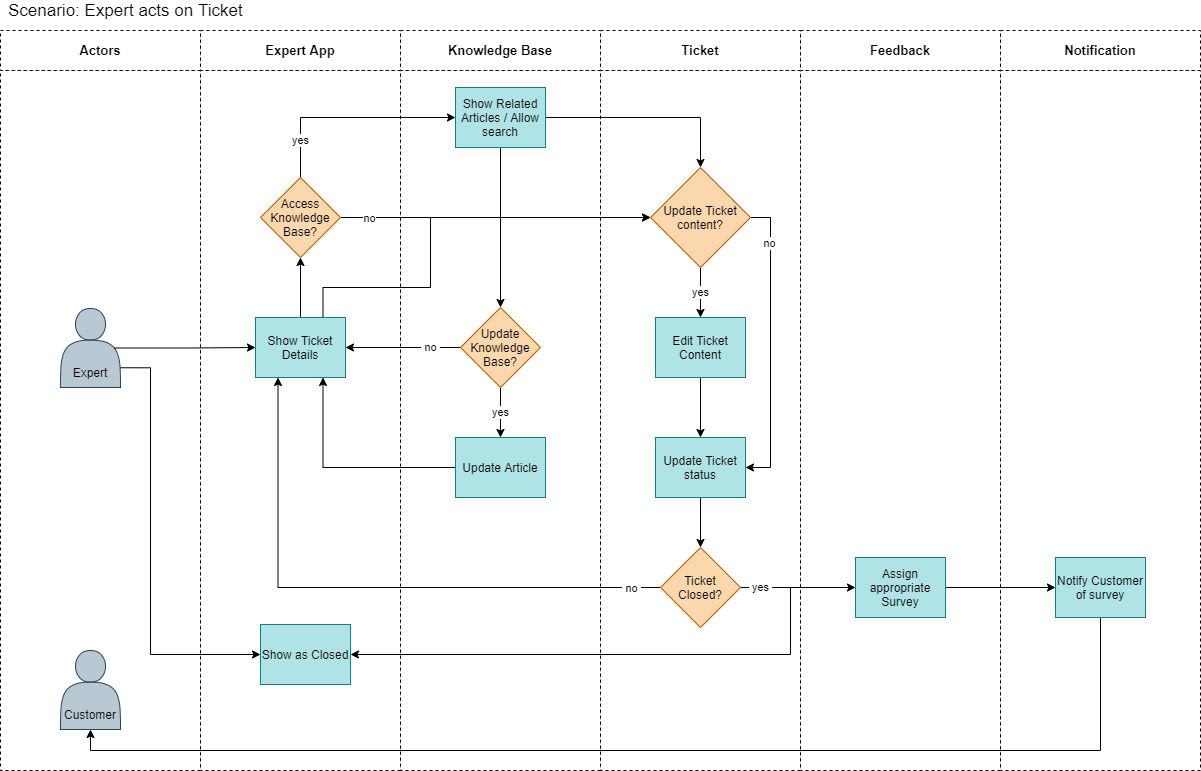 Scenario: Expert acts on Ticket
Actors
Expert App
Knowledge Base
Ticket
Feedback
Notification
Show Related
Articles / Allow
search
yes
Access
Knowledge
Base?
no
Update Ticket
content?
no
yes
Expert
Show Ticket
Details
no
Update
Knowledge
Base?
Edit Ticket
Content
yes
Update Article
Update Ticket
status
no
Ticket
Closed?
yes
Assign
appropriate
Survey
Notify Customer
of survey
Show as Closed
Customer